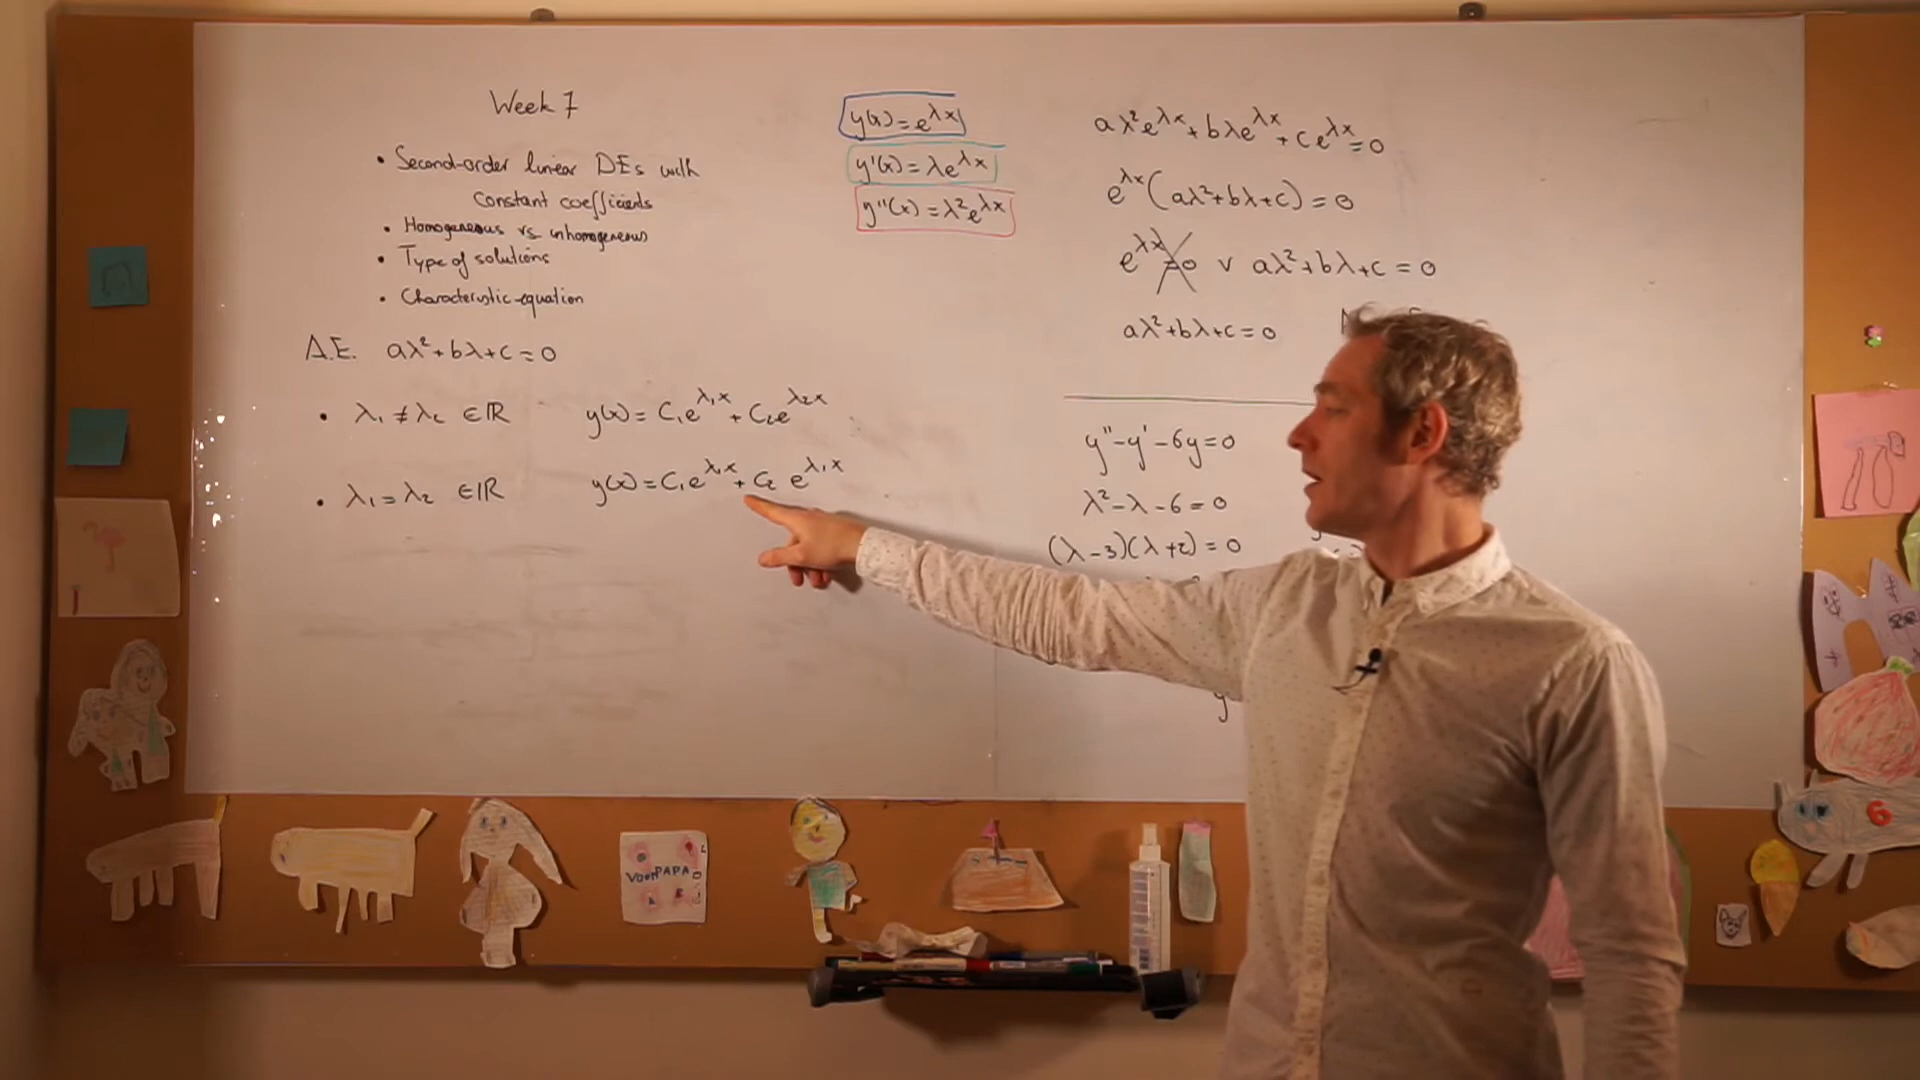 Week 7
• Second-order linear DEs with
constant coefficients
• Homogeneous vs inhomogeneous
• Type of solutions
• Characteristic equation
A.E. aλ²+bλ+c=0
• λ₁ ≠ λ₂ ∈ℝ y(x)=C₁e^λ₁x + C₂e^λ₂x
• λ₁ = λ₂ ∈ℝ y(x)=C₁e^λ₁x + C₂ e^λ₁x
y(x)=e^λx
y'(x)=λe^λx
y''(x)=λ²e^λx
aλ²e^λx+bλe^λx+ce^λx=0
e^λx(aλ²+bλ+c)=0
e^λx=0 ∨ aλ²+bλ+c=0
aλ²+bλ+c=0
y''-y'-6y=0
λ²-λ-6=0
(λ-3)(λ+2)=0
y
Voor PAPA
6